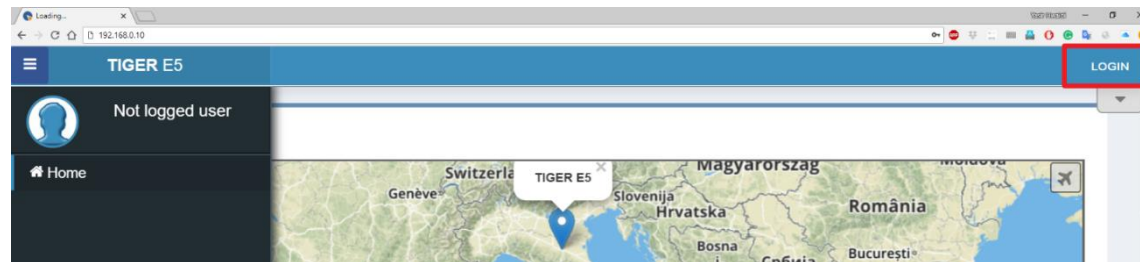 Loading...
192.168.0.10
TIGER E5
LOGIN
Not logged user
Home
TIGER E5
Switzerla
Magyarország
Genève
Slovenija
Hrvatska
România
Bosna
București